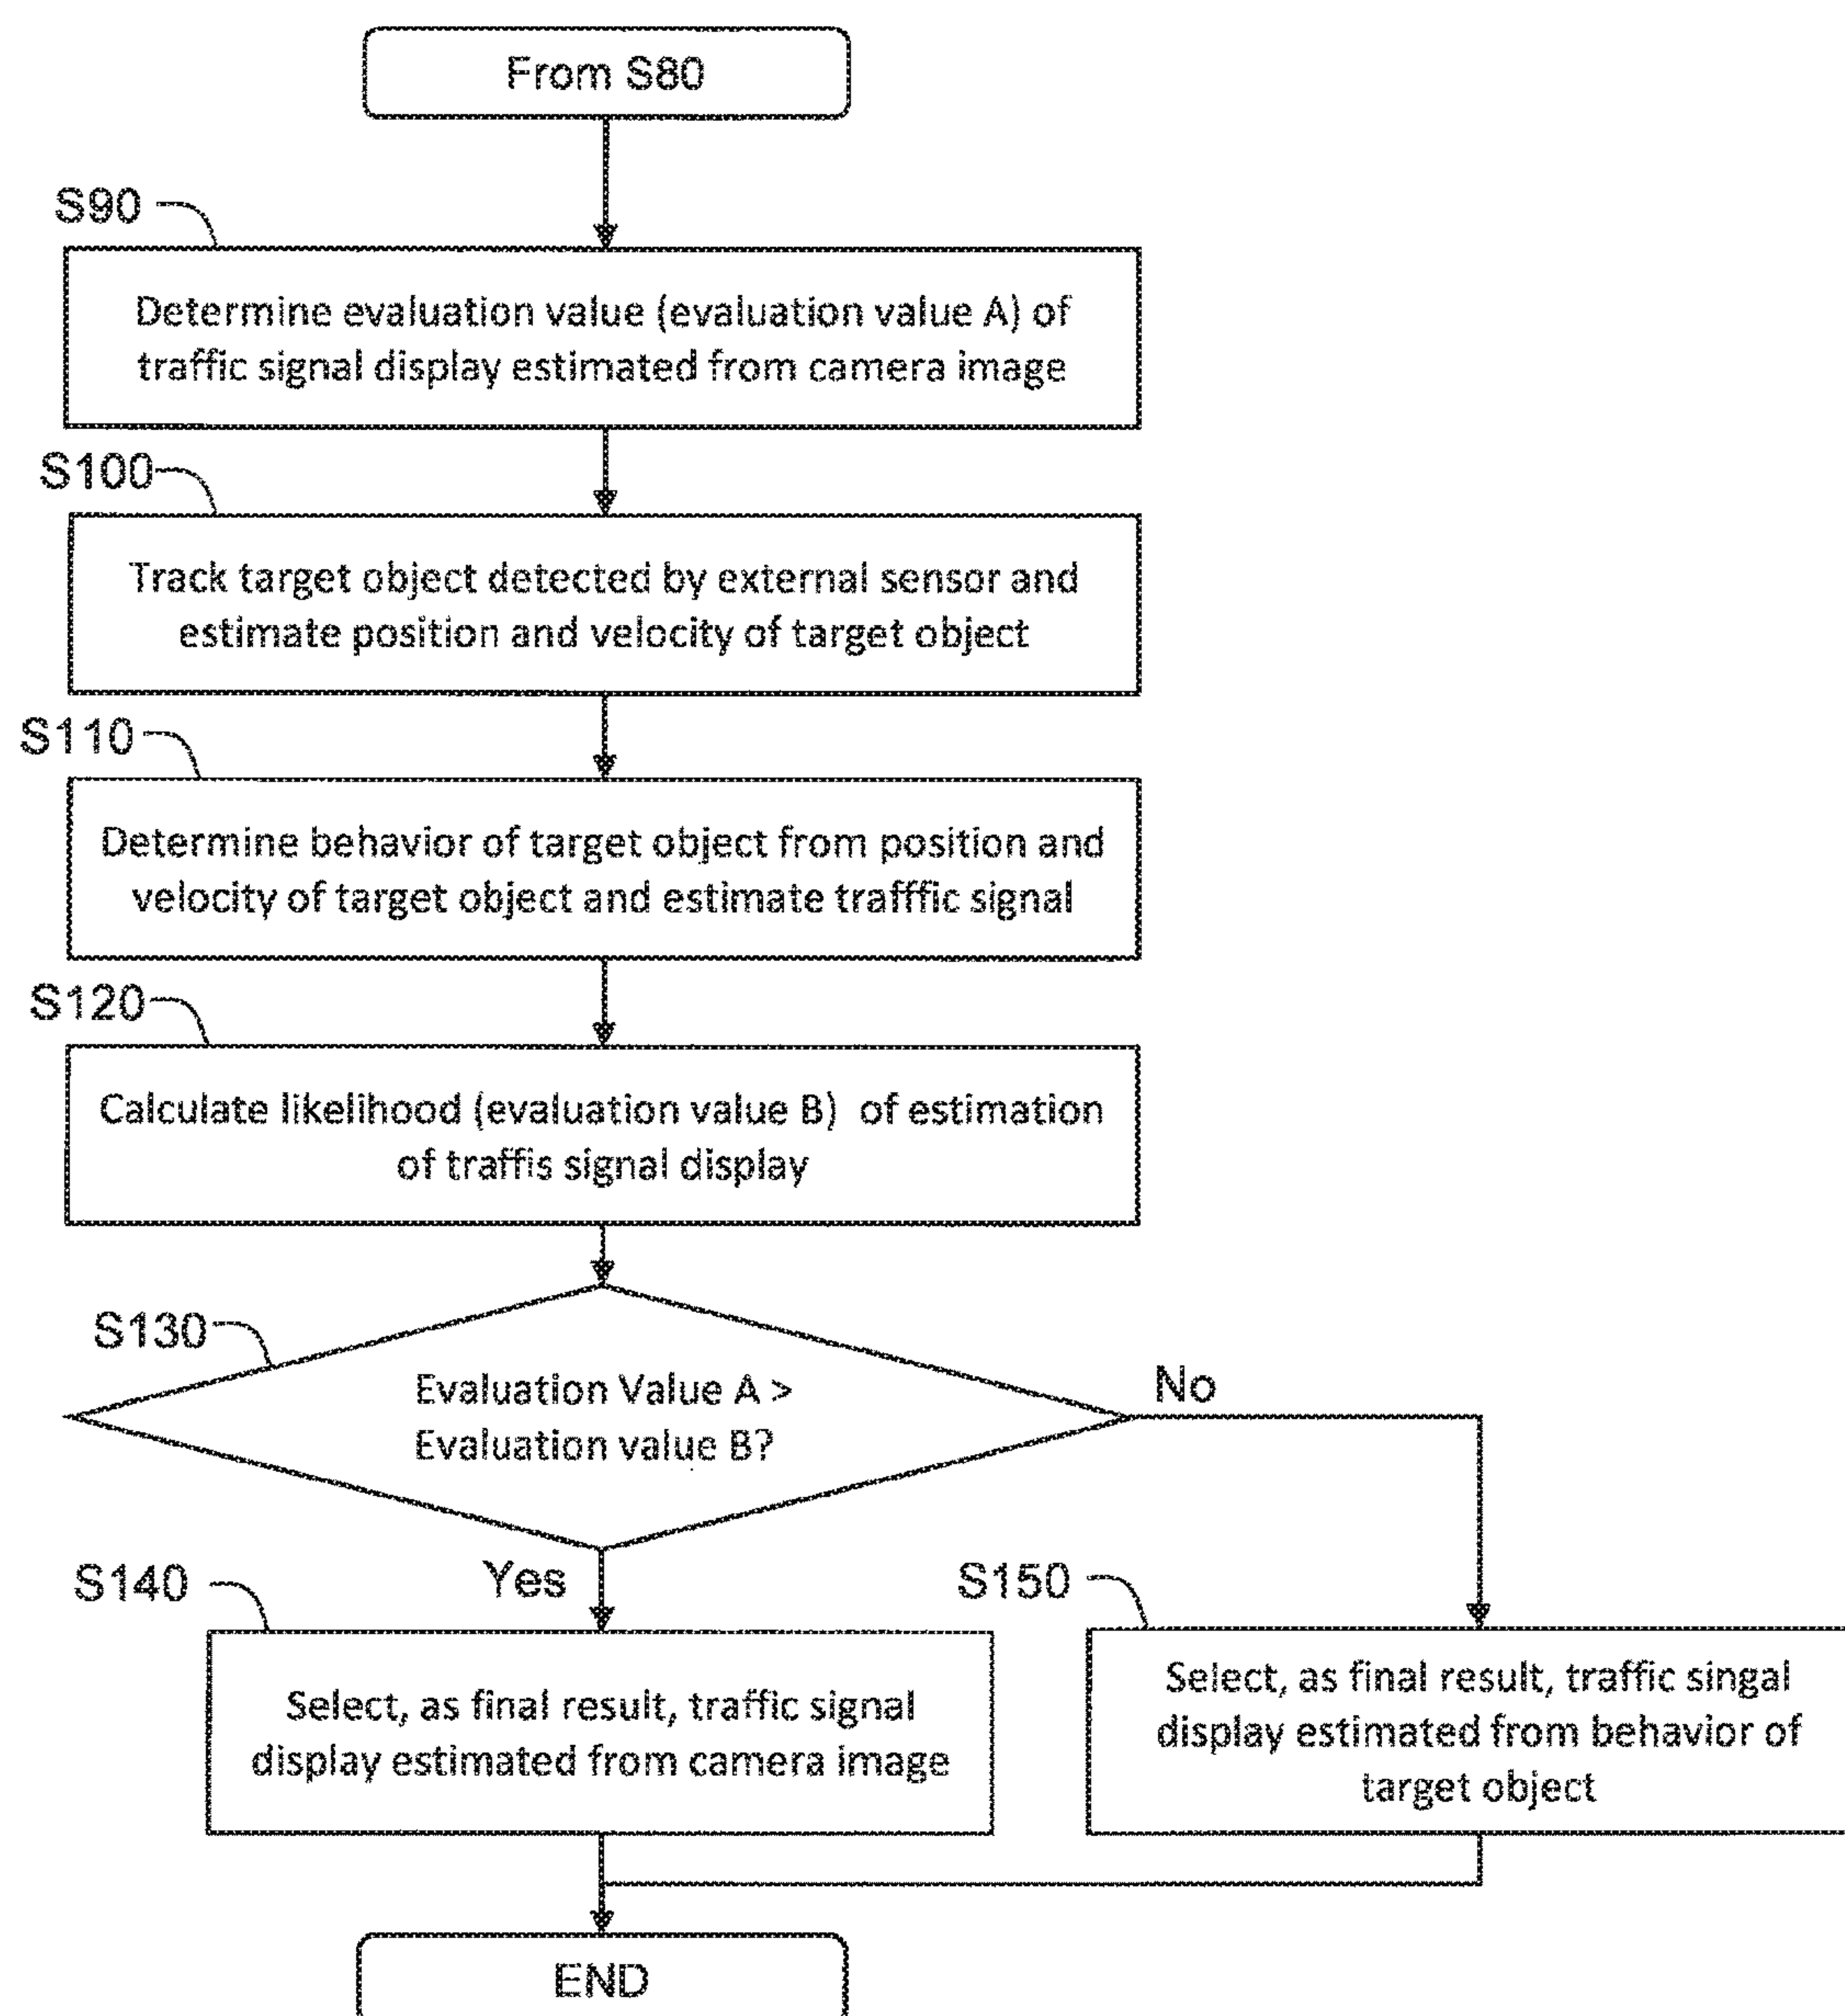 From S80
S90
Determine evaluation value (evaluation value A) of
traffic signal display estimated from camera image
S100
Track target object detected by external sensor and
estimate position and velocity of target object
S110
Determine behavior of target object from position and
velocity of target object and estimate trafffic signal
S120
Calculate likelihood (evaluation value B) of estimation
of traffis signal display
S130
Evaluation Value A >
Evaluation value B?
No
Yes
S140
Select, as final result, traffic signal
display estimated from camera image
S150
Select, as final result, traffic singal
display estimated from behavior of
target object
END